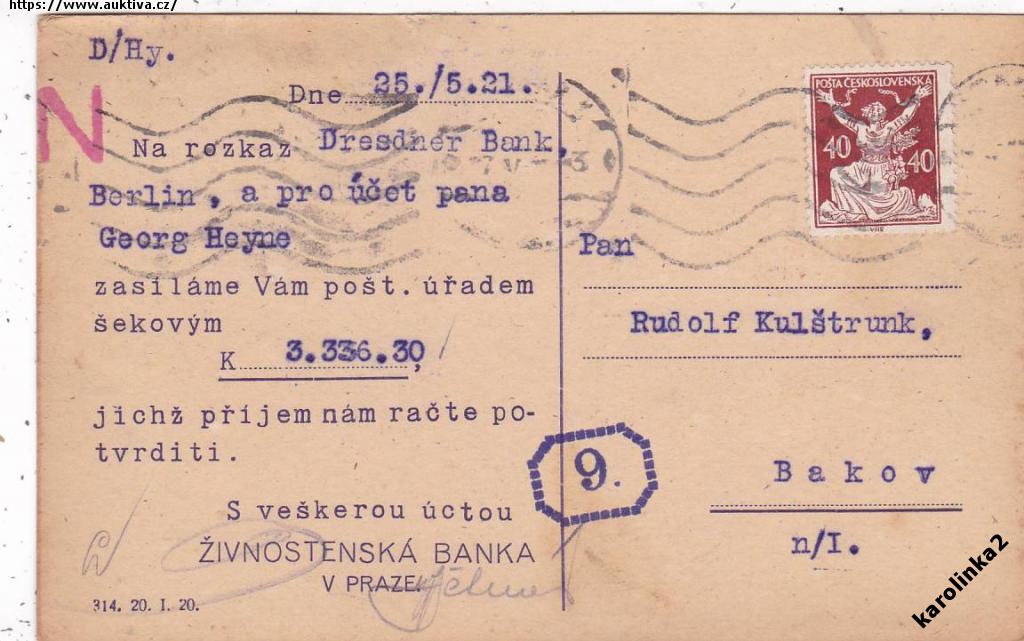 https://www.auktiva.cz/
D/Hy.
Dne 25./5.21.
N
Na rozkaz Dresdner Bank,
Berlin, a pro účet pana
Georg Heyne
zasíláme Vám pošt. úřadem
šekovým
K 3.336.30,
jichž příjem nám račte po-
tvrditi.
S veškerou úctou
ŽIVNOSTENSKÁ BANKA
V PRAZE.
314. 20. I. 20.
9.
POŠTA ČESKOSLOVENSKÁ
40 40
Pan
Rudolf Kulštrunk,
Bakov
n/I.
karolinka2